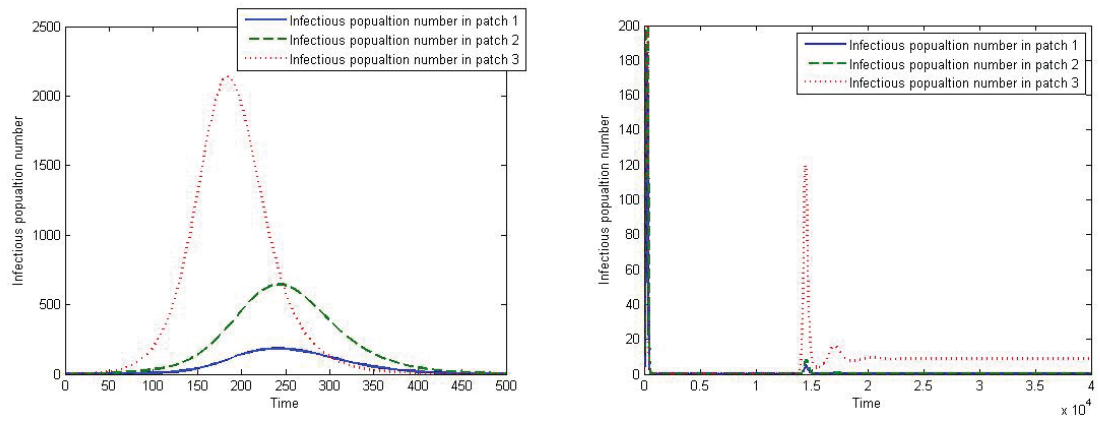 Infectious popualtion number in patch 1
Infectious popualtion number in patch 2
Infectious popualtion number in patch 3
2500
2000
1500
1000
500
0
Infectious popualtion number
0 50 100 150 200 250 300 350 400 450 500
Time
Infectious popualtion number in patch 1
Infectious popualtion number in patch 2
Infectious popualtion number in patch 3
200
180
160
140
120
100
80
60
40
20
0
Infectious popualtion number
0 0.5 1 1.5 2 2.5 3 3.5 4
Time
x 10^4